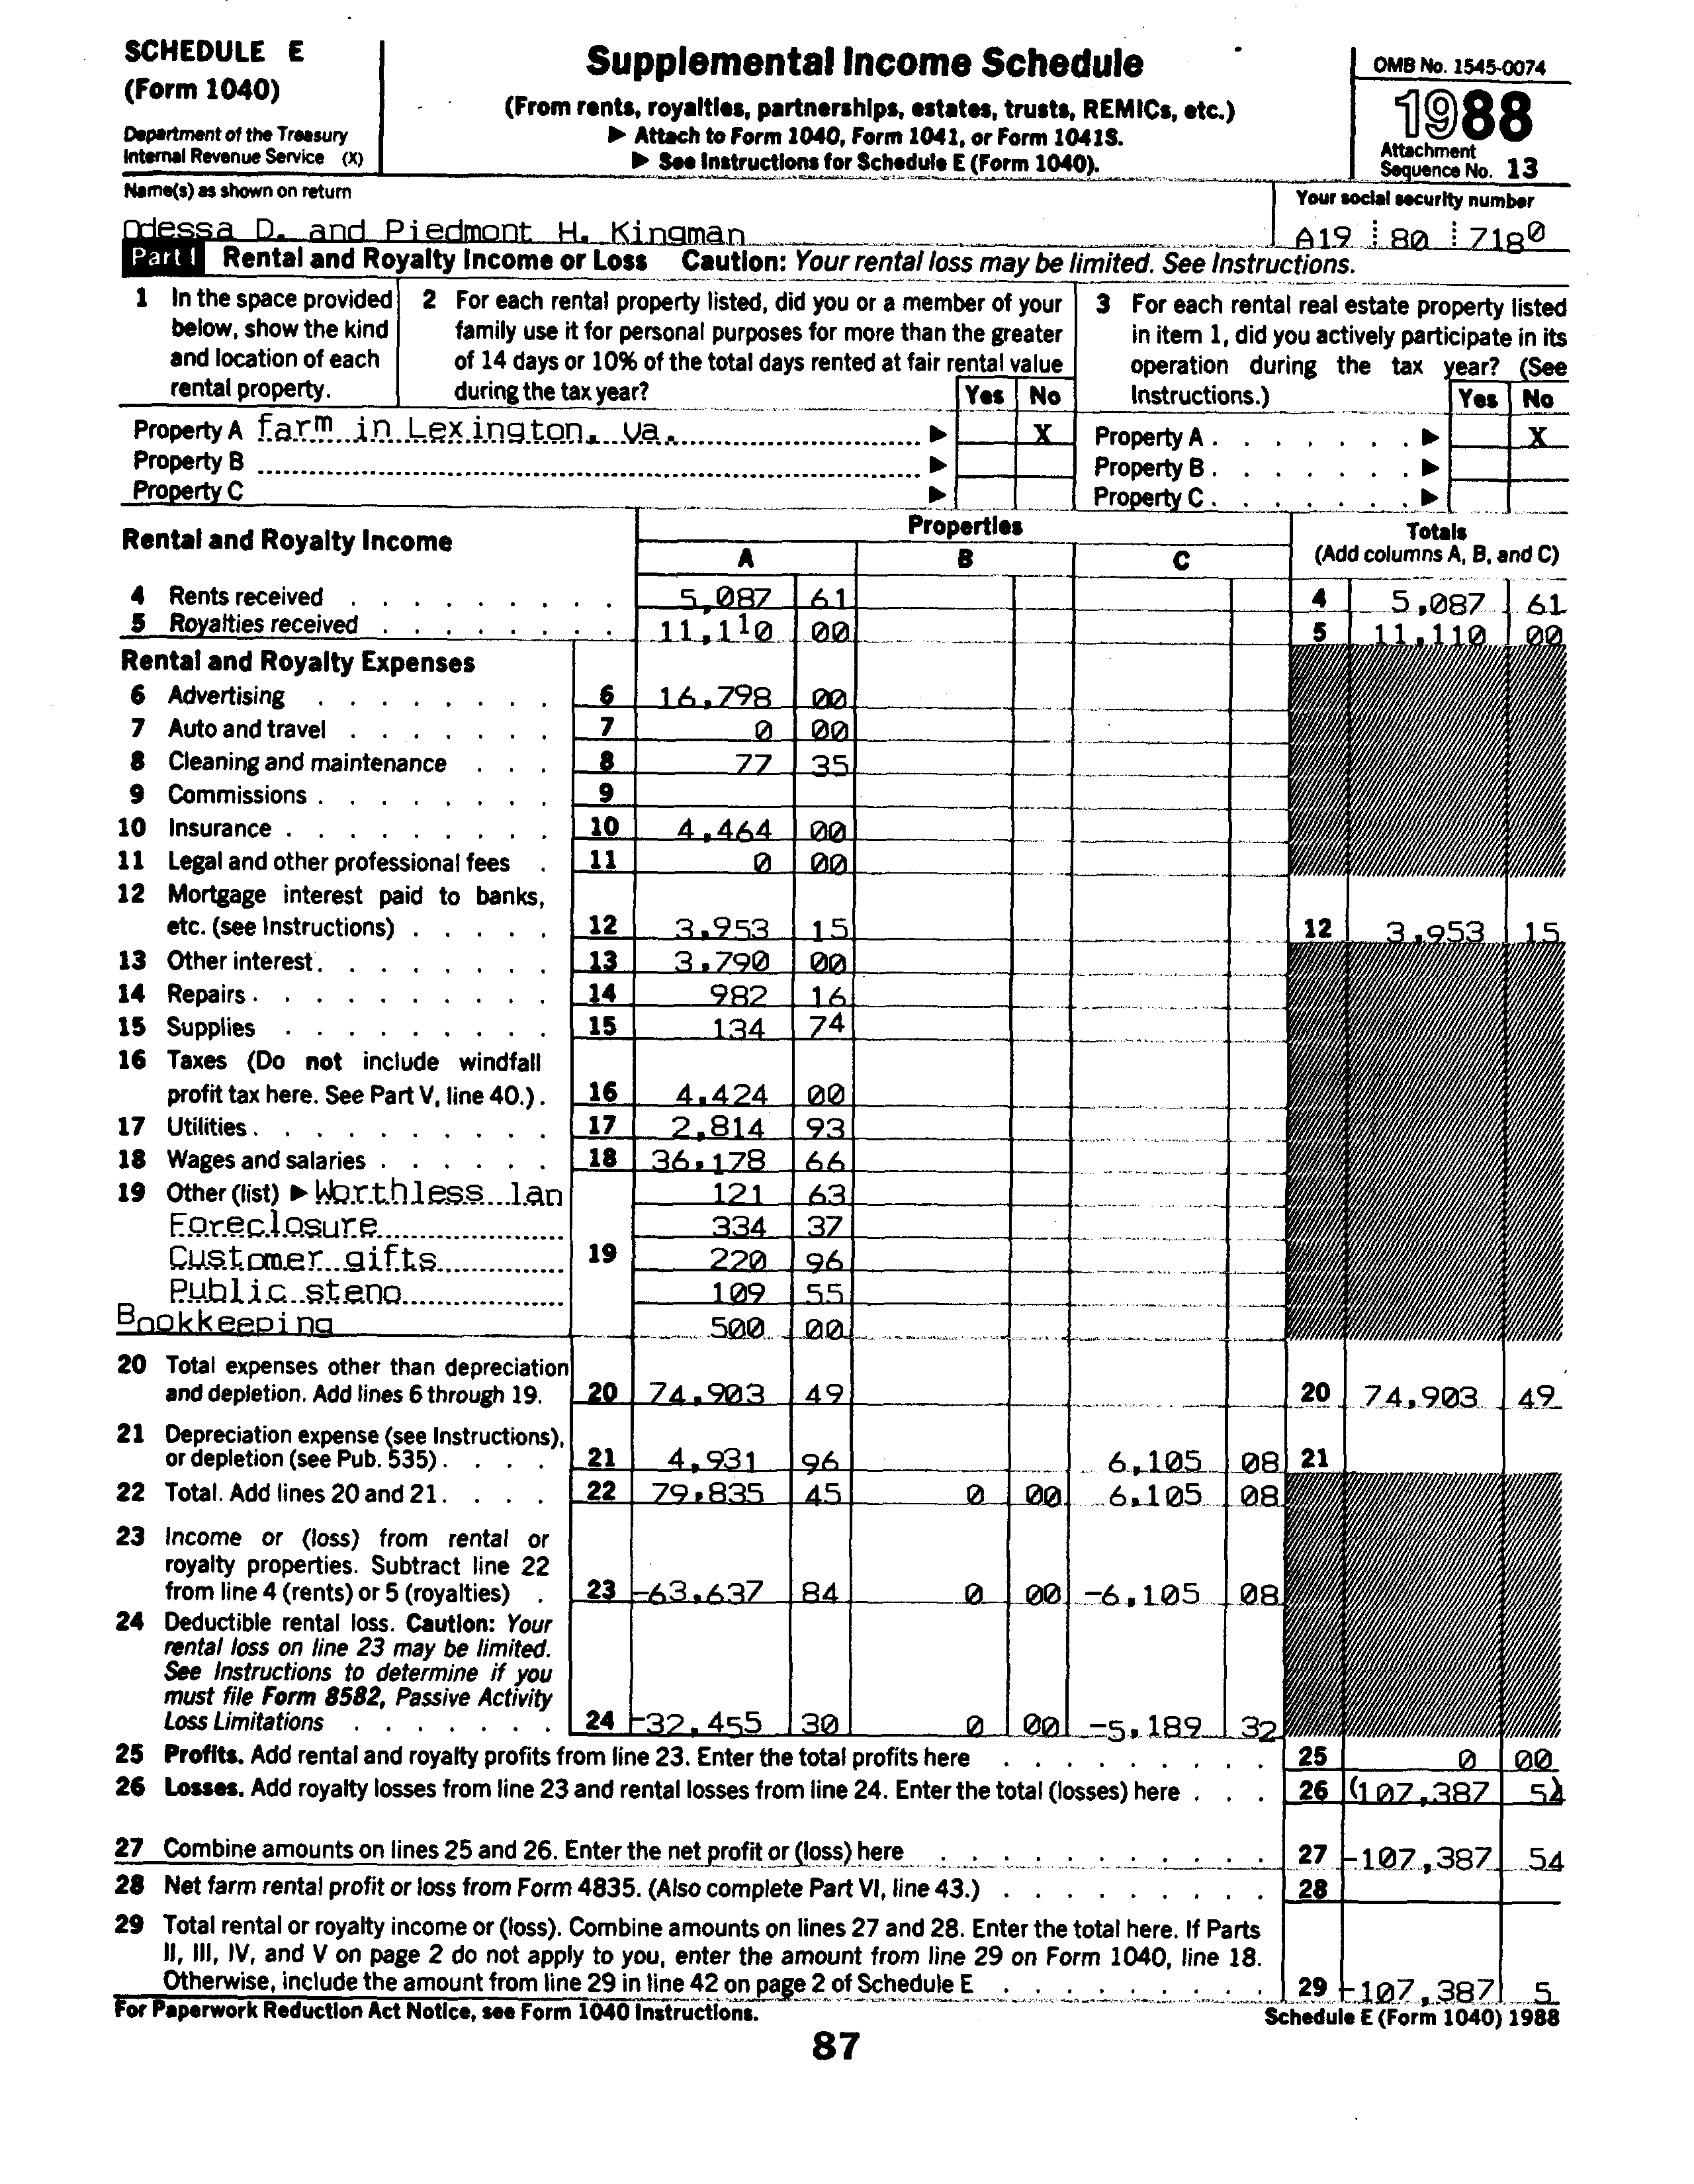 SCHEDULE E
(Form 1040)
Department of the Treasury
Internal Revenue Service (X)
Supplemental Income Schedule
(From rents, royalties, partnerships, estates, trusts, REMICs, etc.)
▶ Attach to Form 1040, Form 1041, or Form 1041S.
▶ See Instructions for Schedule E (Form 1040).
OMB No. 1545-0074
1988
Attachment
Sequence No. 13
Name(s) as shown on return
Odessa D. and Piedmont H. Kingman
Your social security number
A19 80 7180
Part I Rental and Royalty Income or Loss Caution: Your rental loss may be limited. See Instructions.
1 In the space provided
below, show the kind
and location of each
rental property.
2 For each rental property listed, did you or a member of your
family use it for personal purposes for more than the greater
of 14 days or 10% of the total days rented at fair rental value
during the tax year?
Yes No
3 For each rental real estate property listed
in item 1, did you actively participate in its
operation during the tax year? (See
Instructions.)
Yes No
Property A farm in Lexington, va. ▶ X Property A ▶ X
Property B ▶ Property B ▶
Property C ▶ Property C ▶
Rental and Royalty Income
Properties
A B C
Totals
(Add columns A, B, and C)
4 Rents received 5,087 61 4 5,087 61
5 Royalties received 11,110 00 5 11,110 00
Rental and Royalty Expenses
6 Advertising 6 16,798 00
7 Auto and travel 7 0 00
8 Cleaning and maintenance 8 77 35
9 Commissions 9
10 Insurance 10 4,464 00
11 Legal and other professional fees 11 0 00
12 Mortgage interest paid to banks,
etc. (see Instructions) 12 3,953 15 12 3,953 15
13 Other interest 13 3,790 00
14 Repairs 14 982 16
15 Supplies 15 134 74
16 Taxes (Do not include windfall
profit tax here. See Part V, line 40.) 16 4,424 00
17 Utilities 17 2,814 93
18 Wages and salaries 18 36,178 66
19 Other (list) ▶ Worthless lan 121 63
Foreclosure 334 37
Customer gifts 19 220 96
Public steno 109 55
Bookkeeping 500 00
20 Total expenses other than depreciation
and depletion. Add lines 6 through 19. 20 74,903 49 20 74,903 49
21 Depreciation expense (see Instructions),
or depletion (see Pub. 535) 21 4,931 96 6,105 08 21
22 Total. Add lines 20 and 21 22 79,835 45 0 00 6,105 08
23 Income or (loss) from rental or
royalty properties. Subtract line 22
from line 4 (rents) or 5 (royalties) 23 -63,637 84 0 00 -6,105 08
24 Deductible rental loss. Caution: Your
rental loss on line 23 may be limited.
See Instructions to determine if you
must file Form 8582, Passive Activity
Loss Limitations 24 -32,455 30 0 00 -5,189 32
25 Profits. Add rental and royalty profits from line 23. Enter the total profits here 25 0 00
26 Losses. Add royalty losses from line 23 and rental losses from line 24. Enter the total (losses) here 26 (107,387 54)
27 Combine amounts on lines 25 and 26. Enter the net profit or (loss) here 27 -107,387 54
28 Net farm rental profit or loss from Form 4835. (Also complete Part VI, line 43.) 28
29 Total rental or royalty income or (loss). Combine amounts on lines 27 and 28. Enter the total here. If Parts
II, III, IV, and V on page 2 do not apply to you, enter the amount from line 29 on Form 1040, line 18.
Otherwise, include the amount from line 29 in line 42 on page 2 of Schedule E 29 -107,387 5
For Paperwork Reduction Act Notice, see Form 1040 Instructions.
Schedule E (Form 1040) 1988
87